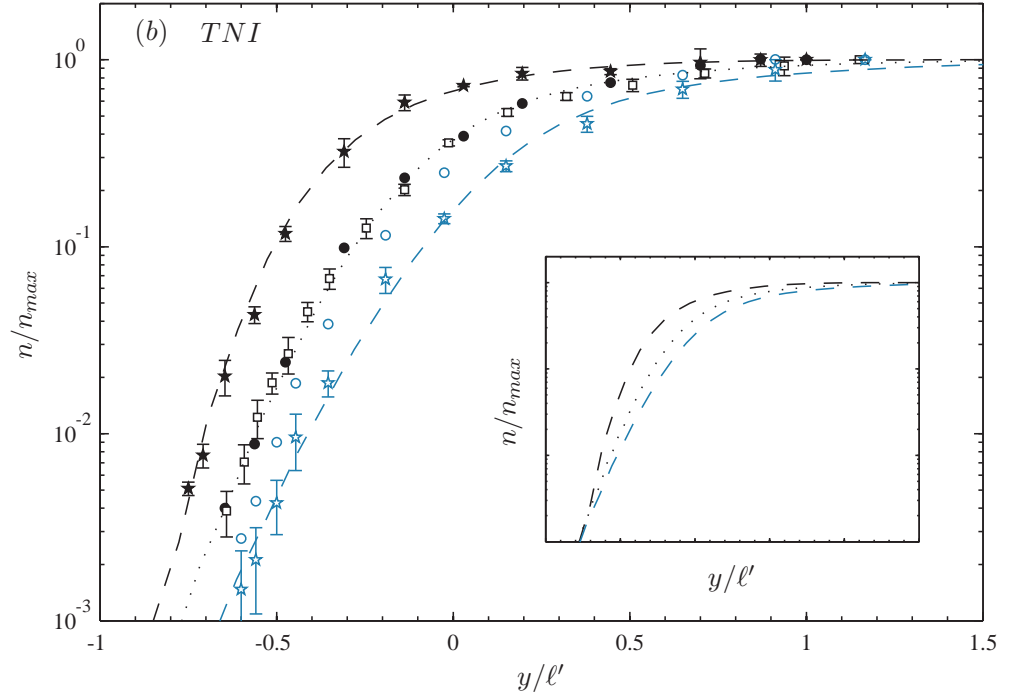 (b) TNI
10^0
10^-1
10^-2
10^-3
n/n_max
-1 -0.5 0 0.5 1 1.5
y/ℓ′
n/n_max
y/ℓ′